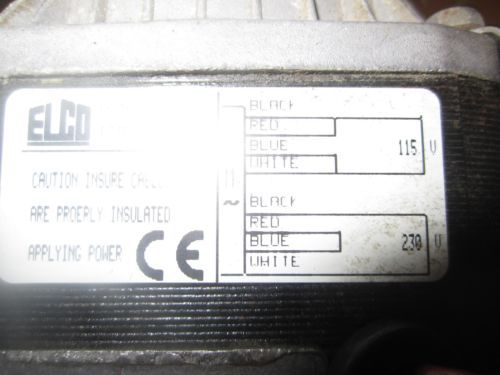 ELCO
CAUTION INSURE
ARE PROERLY INSULATED
APPLYING POWER
CE
~
BLACK
RED
BLUE
WHITE
115 V
BLACK
RED
BLUE
WHITE
230 V